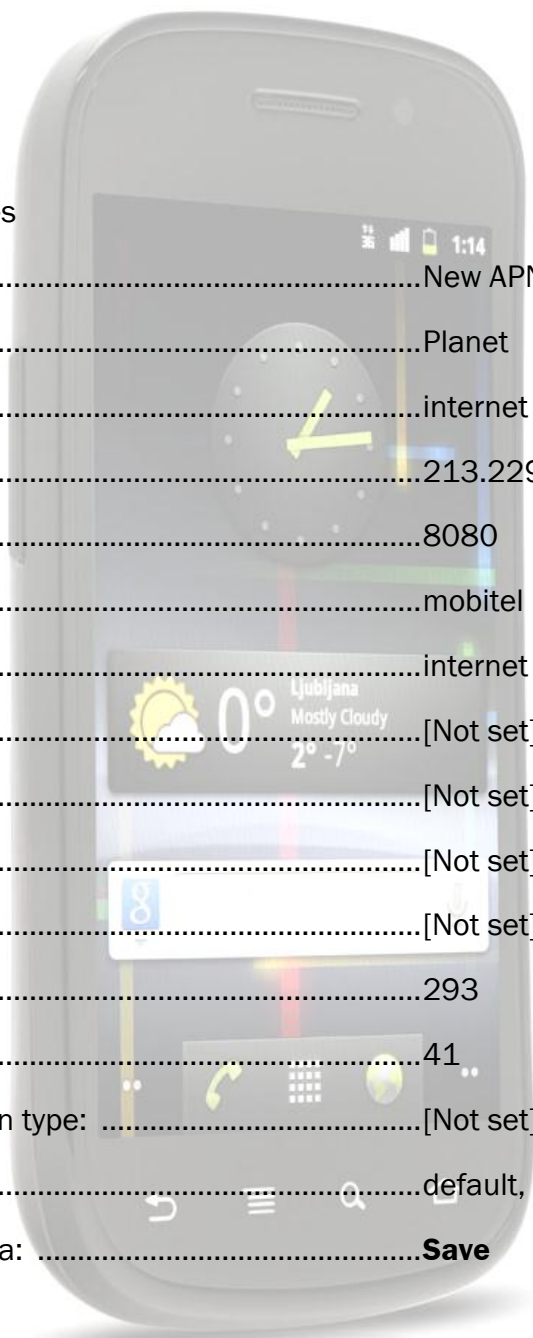 s
1:14
...................................................New APN
...................................................Planet
...................................................internet
...................................................213.229
...................................................8080
...................................................mobitel
...................................................internet
0° Ljubljana
Mostly Cloudy
2° -7°
...................................................[Not set]
...................................................[Not set]
...................................................[Not set]
g
...................................................[Not set]
...................................................293
...................................................41
n type: .......................................[Not set]
...................................................default,
a: ................................................Save